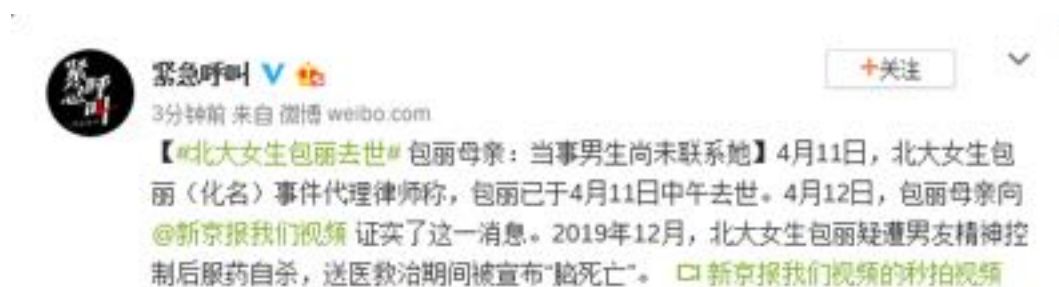 紧急呼叫
+关注
3分钟前 来自 微博 weibo.com
【#北大女生包丽去世# 包丽母亲：当事男生尚未联系她】4月11日，北大女生包
丽（化名）事件代理律师称，包丽已于4月11日中午去世。4月12日，包丽母亲向
@新京报我们视频 证实了这一消息。2019年12月，北大女生包丽疑遭男友精神控
制后服药自杀，送医救治期间被宣布“脑死亡”。 新京报我们视频的秒拍视频